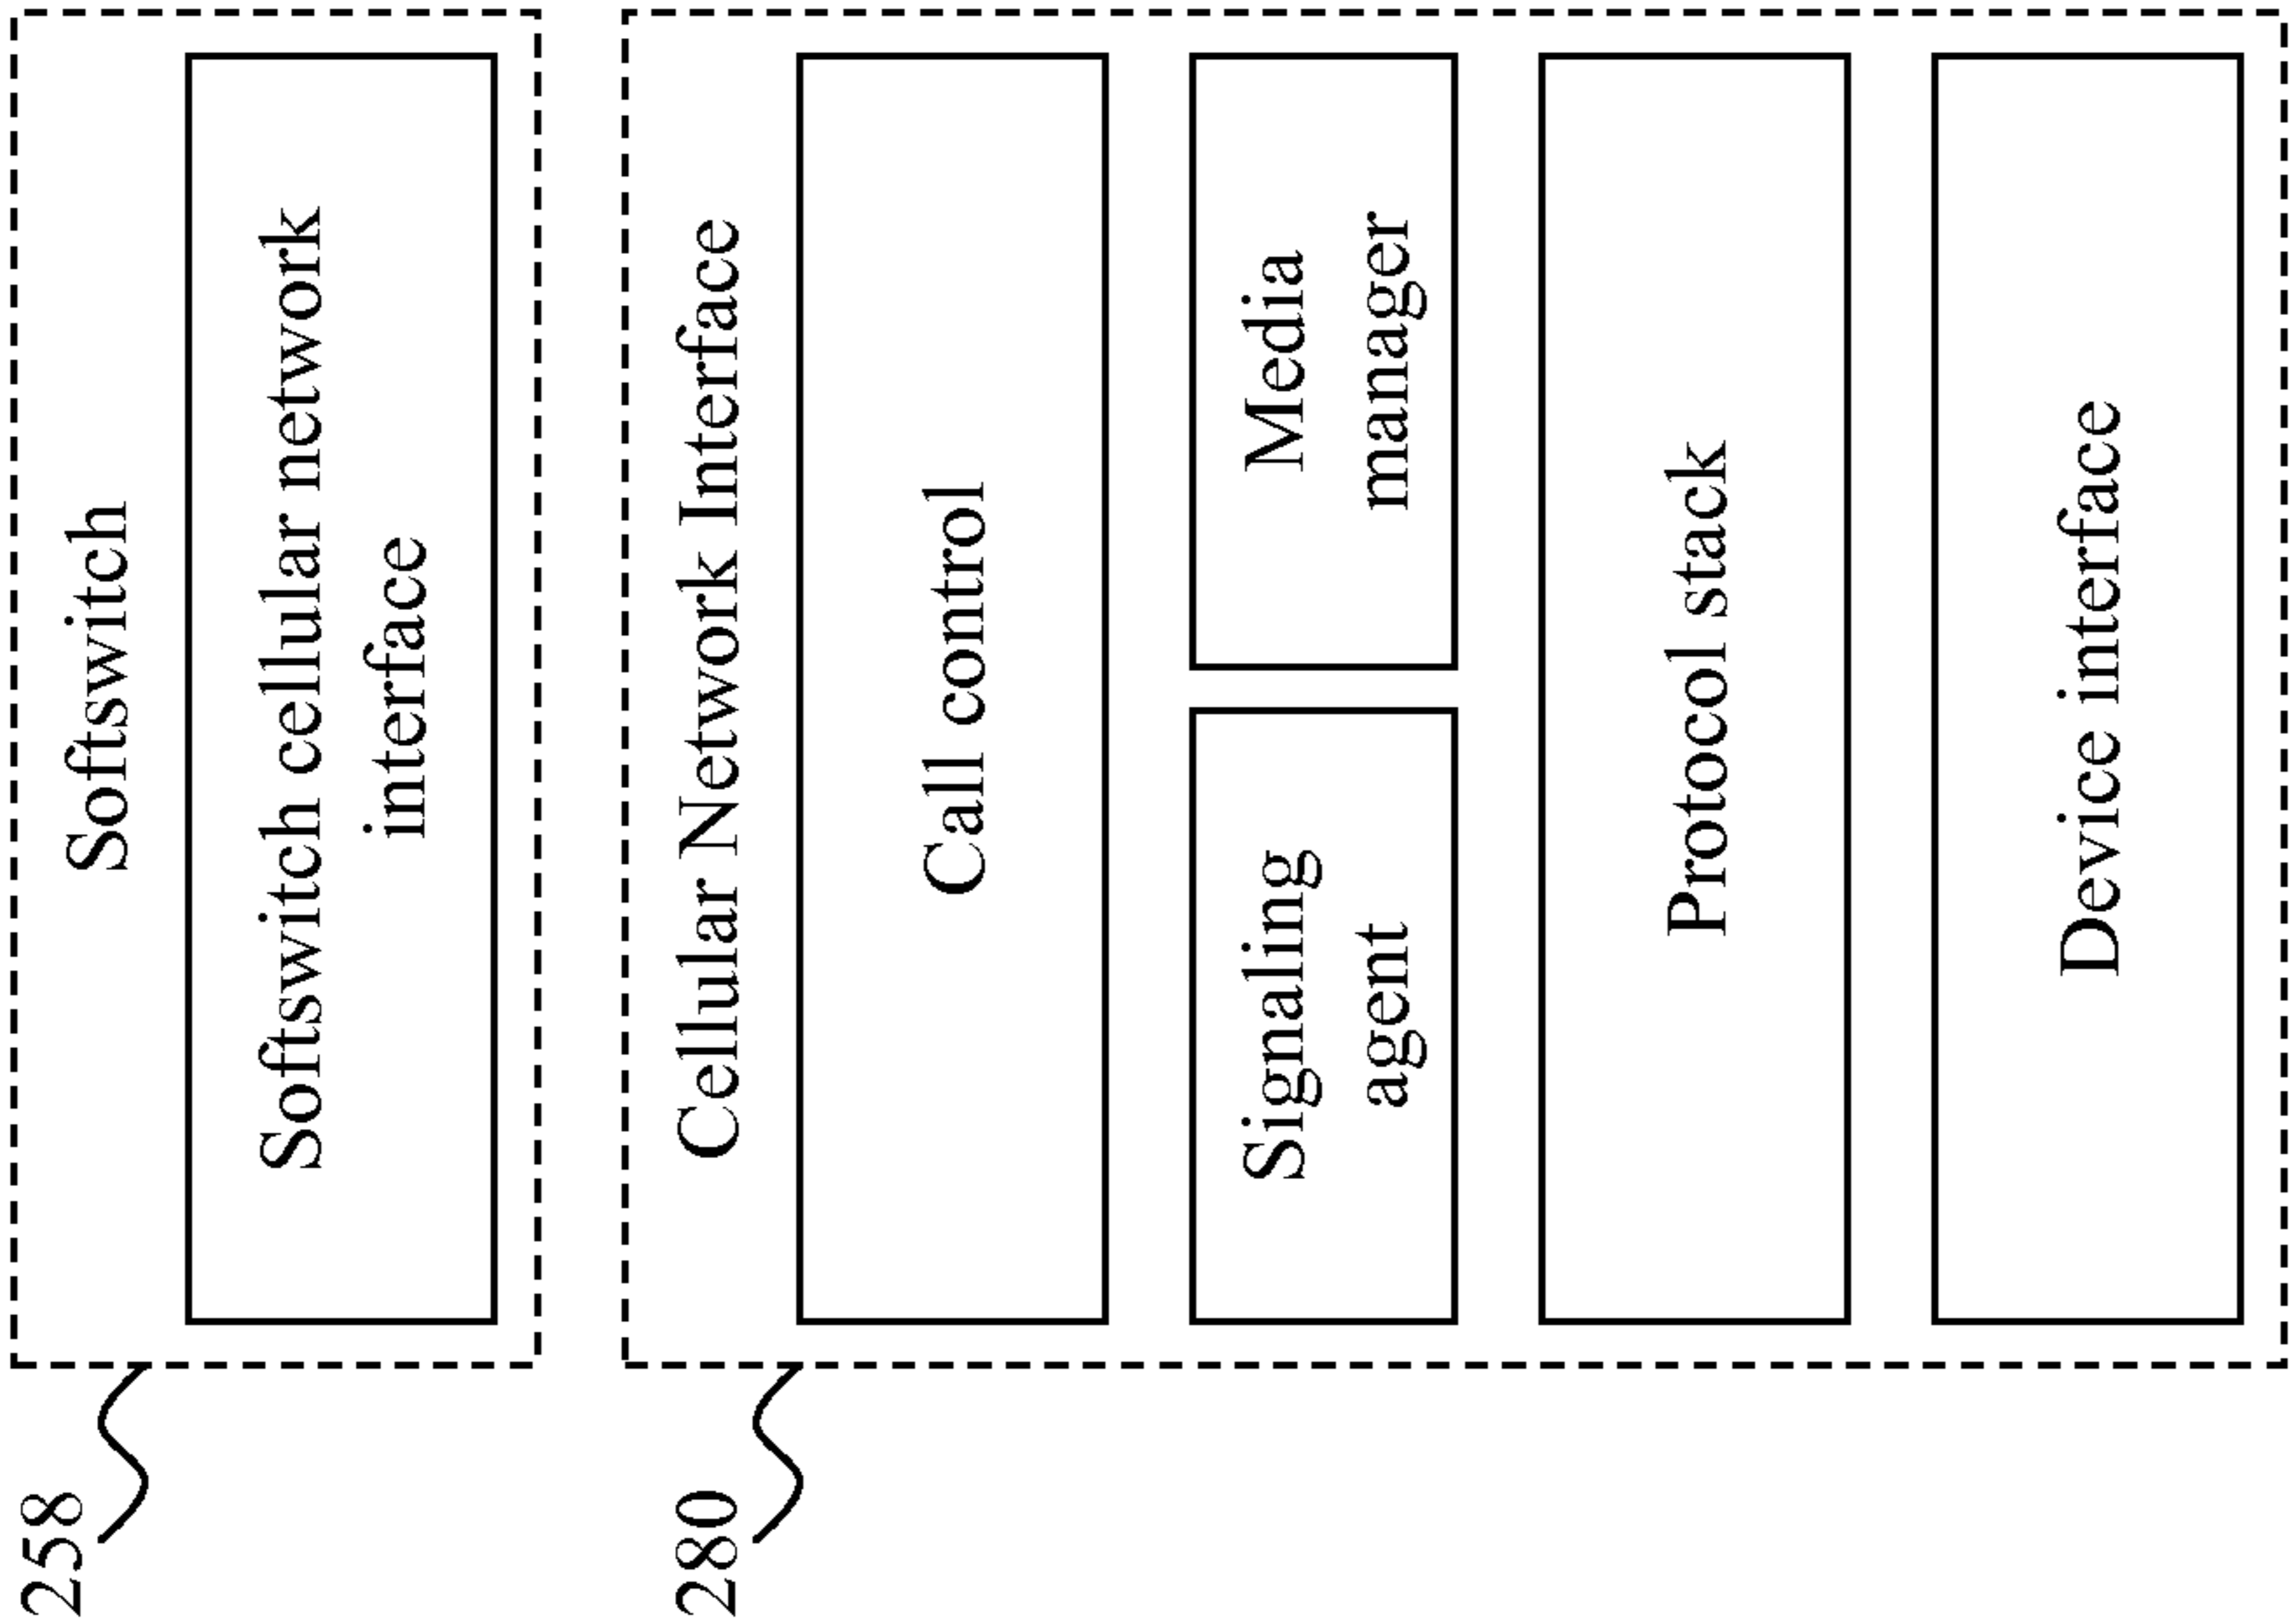 258
Softswitch
Softswitch cellular network
interface
280
Cellular Network Interface
Call control
Signaling
agent
Media
manager
Protocol stack
Device interface